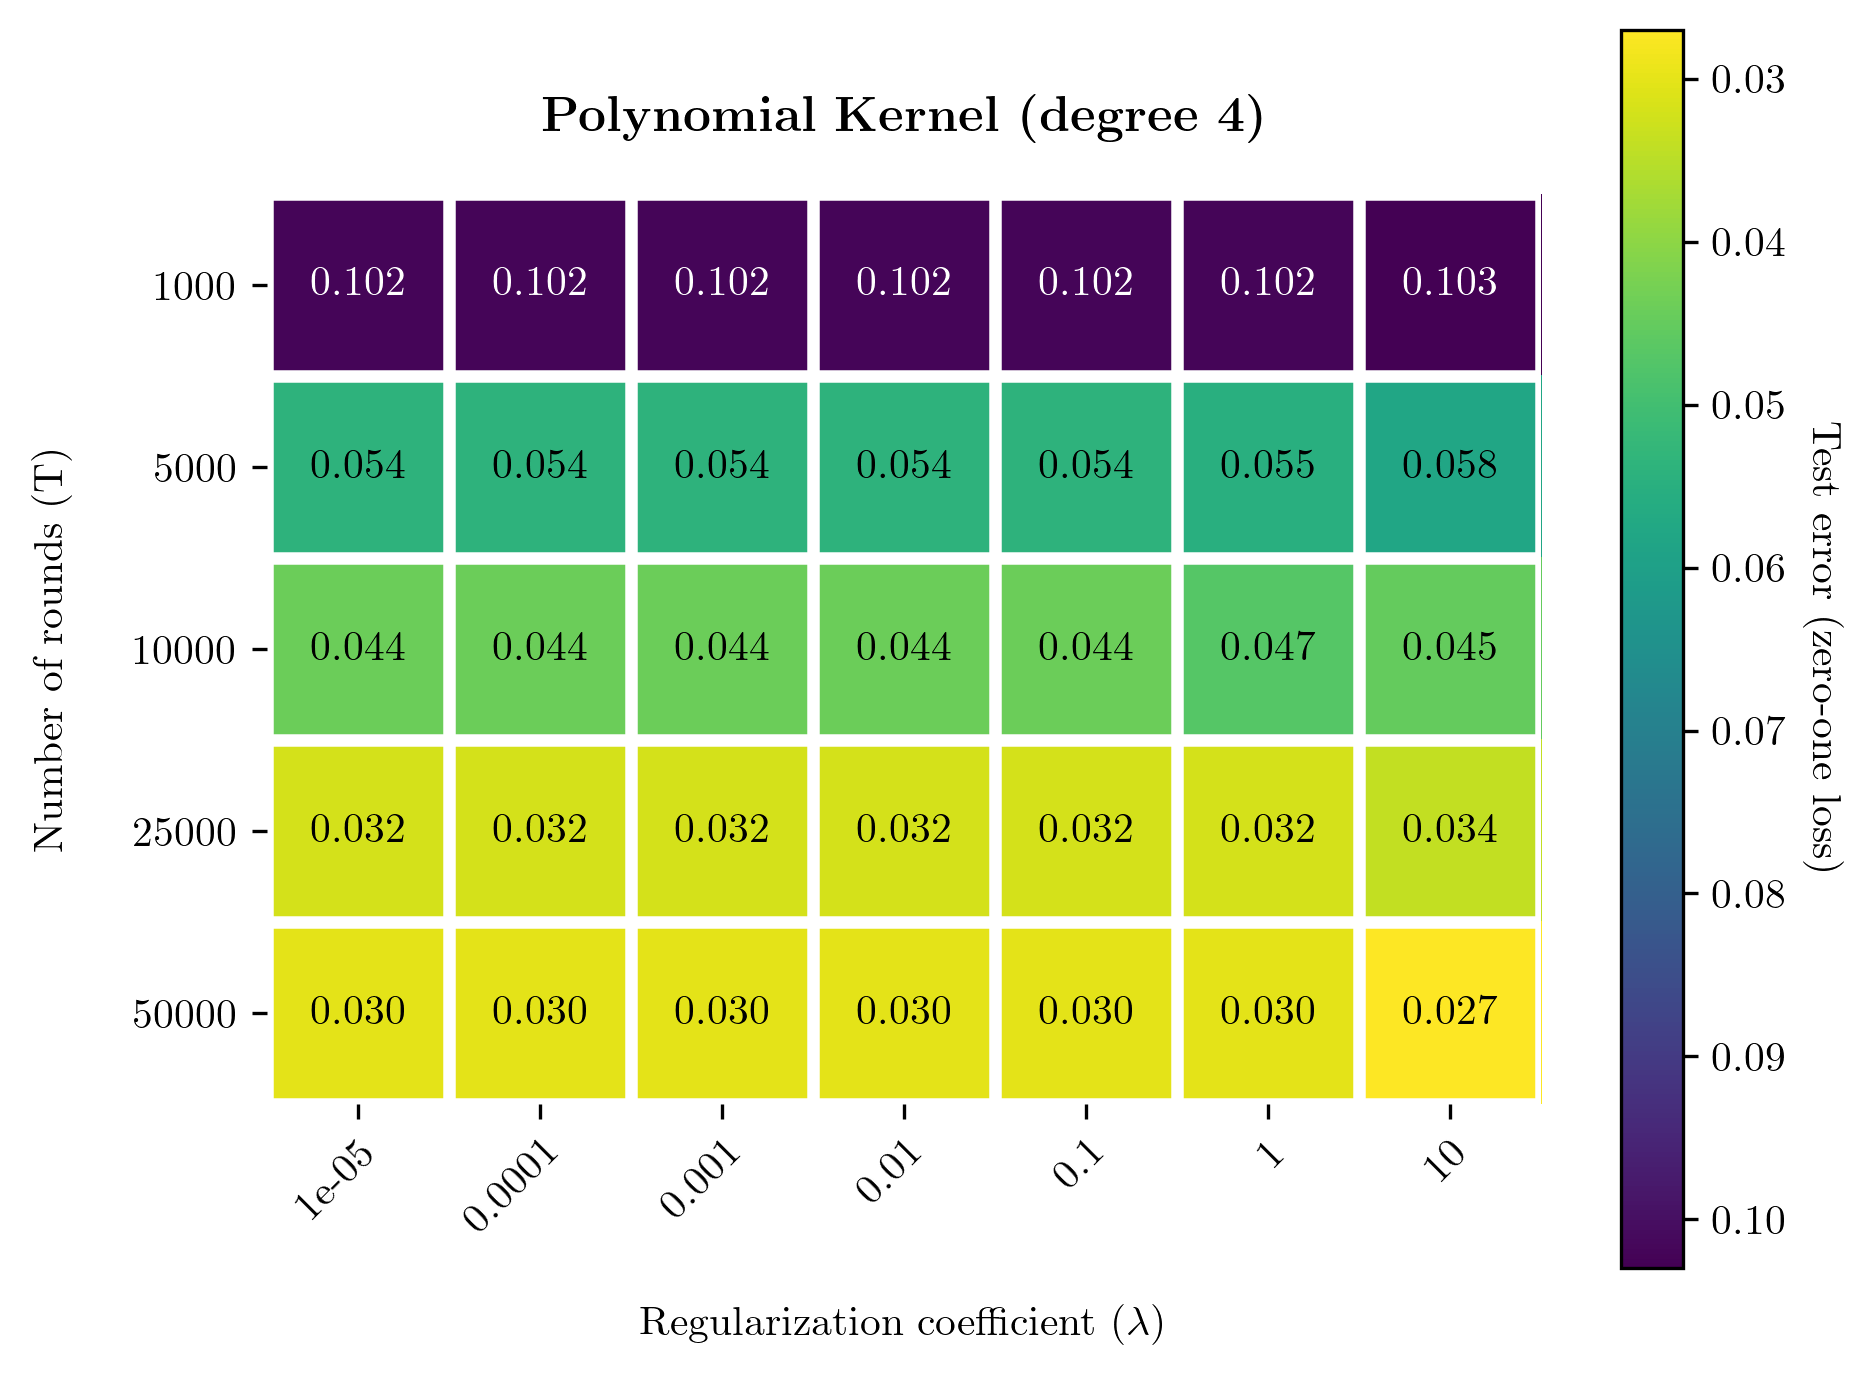 Polynomial Kernel (degree 4)
1000 0.102 0.102 0.102 0.102 0.102 0.102 0.103
5000 0.054 0.054 0.054 0.054 0.054 0.055 0.058
10000 0.044 0.044 0.044 0.044 0.044 0.047 0.045
25000 0.032 0.032 0.032 0.032 0.032 0.032 0.034
50000 0.030 0.030 0.030 0.030 0.030 0.030 0.027
1e-05 0.0001 0.001 0.01 0.1 1 10
Regularization coefficient (λ)
Number of rounds (T)
0.03
0.04
0.05
0.06
0.07
0.08
0.09
0.10
Test error (zero-one loss)